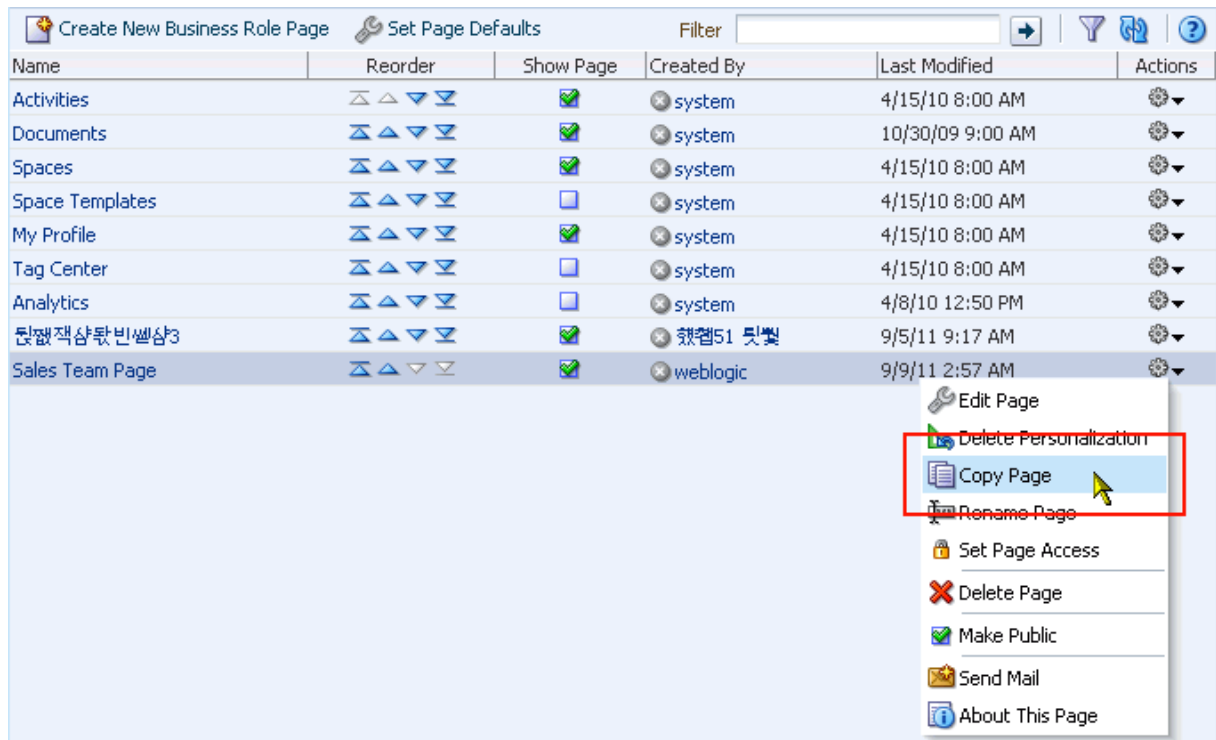 Create New Business Role Page Set Page Defaults Filter
Name Reorder Show Page Created By Last Modified Actions
Activities system 4/15/10 8:00 AM
Documents system 10/30/09 9:00 AM
Spaces system 4/15/10 8:00 AM
Space Templates system 4/15/10 8:00 AM
My Profile system 4/15/10 8:00 AM
Tag Center system 4/15/10 8:00 AM
Analytics system 4/8/10 12:50 PM
9/5/11 9:17 AM
Sales Team Page weblogic 9/9/11 2:57 AM
Edit Page
Delete Personalization
Copy Page
Rename Page
Set Page Access
Delete Page
Make Public
Send Mail
About This Page